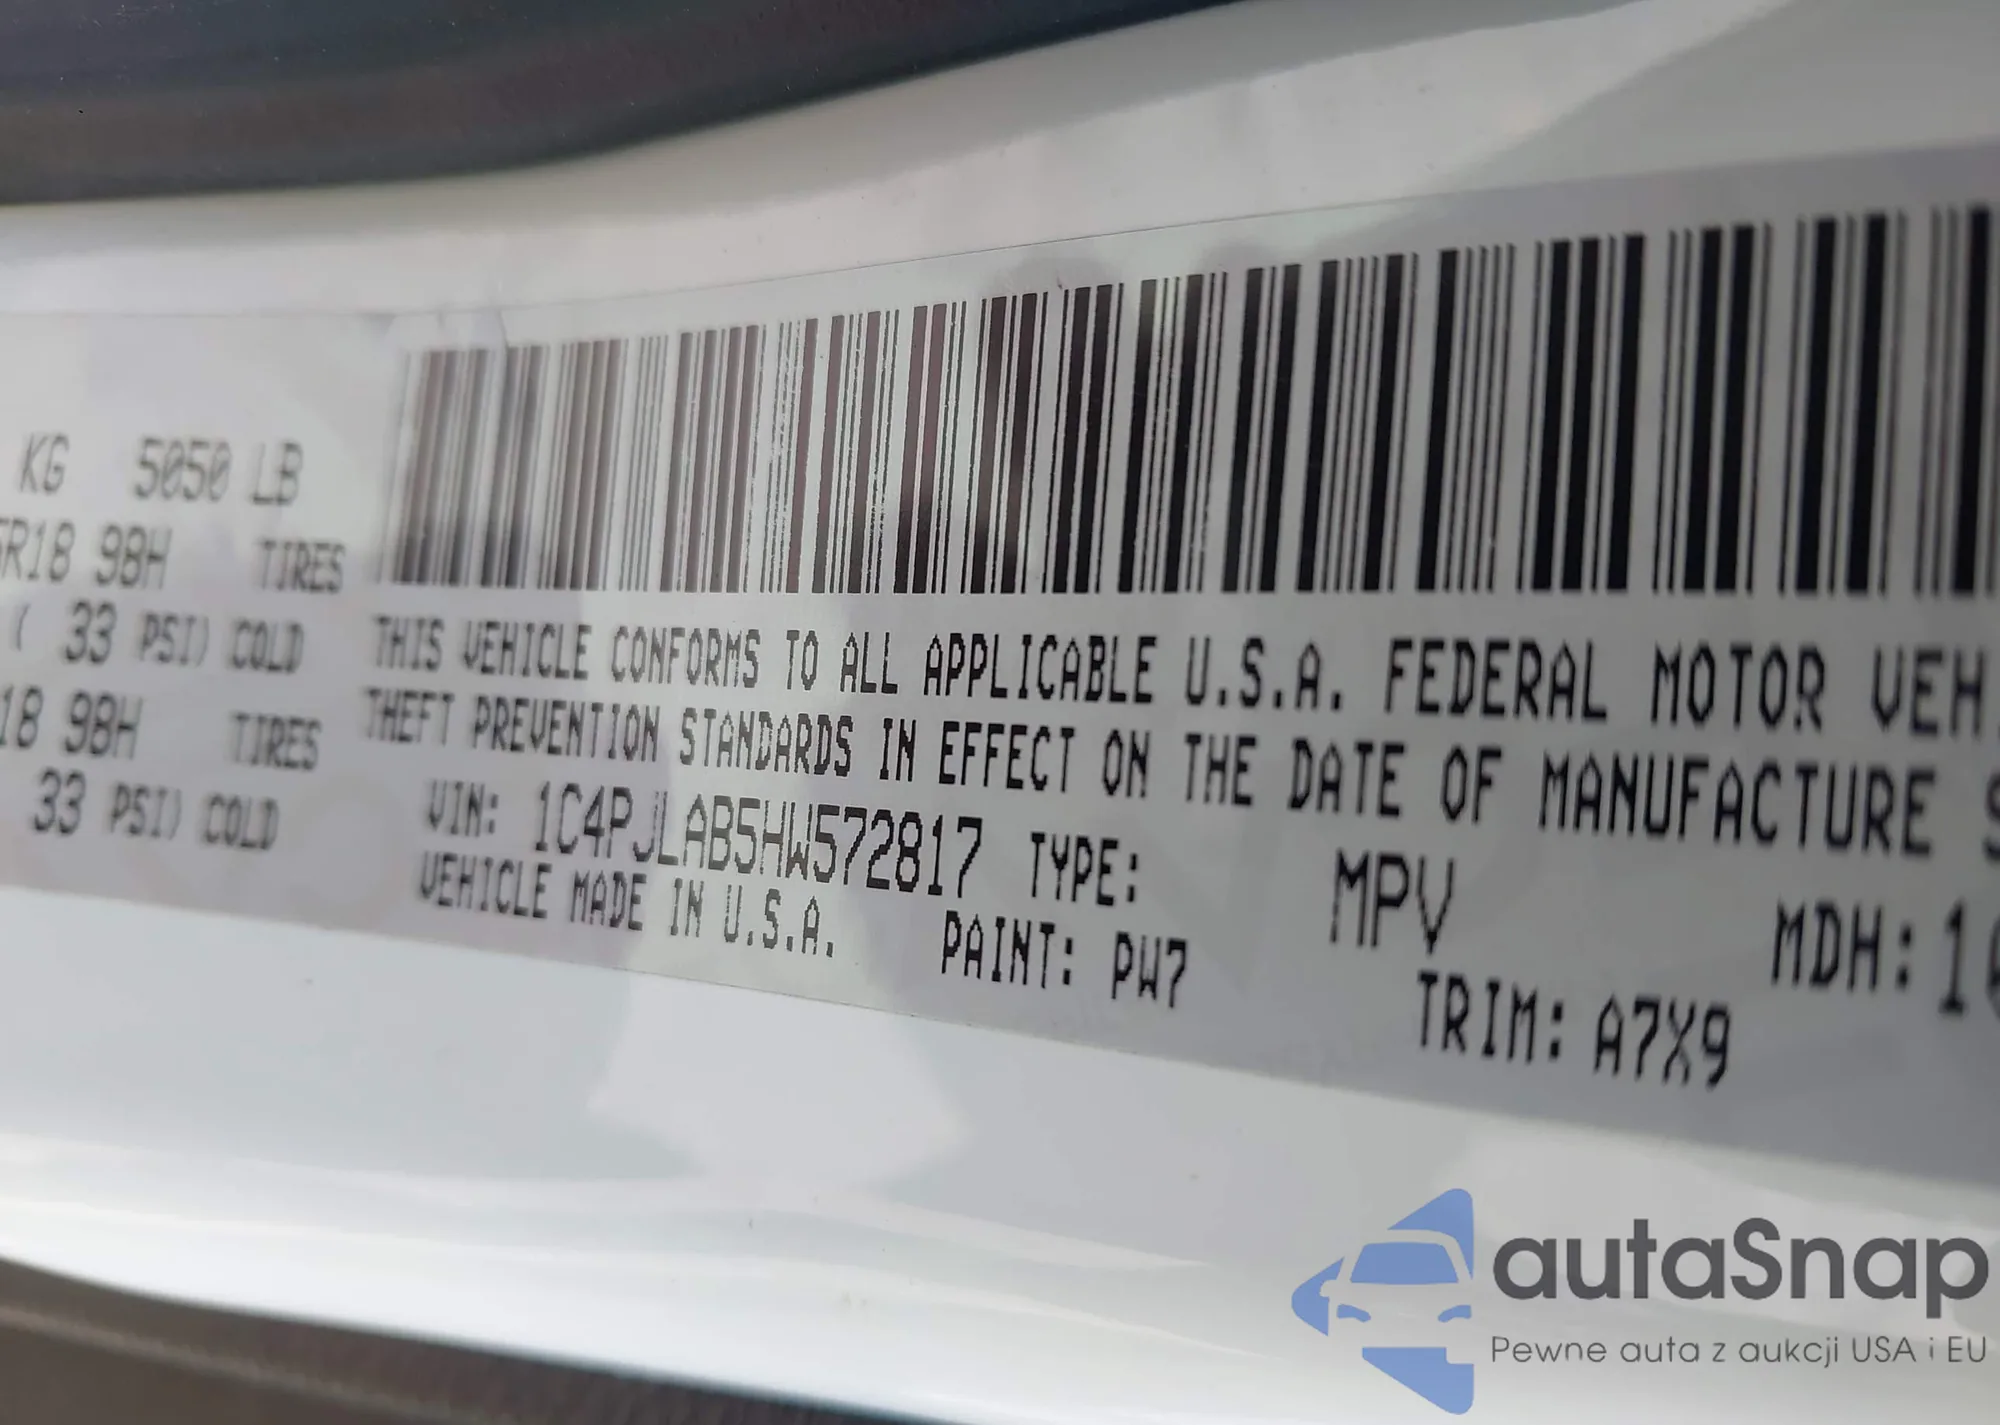 KG 5050 LB
R18 98H TIRES
( 33 PSI) COLD
18 98H TIRES
33 PSI) COLD
THIS VEHICLE CONFORMS TO ALL APPLICABLE U.S.A. FEDERAL MOTOR VEH
THEFT PREVENTION STANDARDS IN EFFECT ON THE DATE OF MANUFACTURE S
VIN: 1C4PJLAB5HW572817 TYPE: MPV MDH: 1
VEHICLE MADE IN U.S.A. PAINT: PW7 TRIM: A7X9
autaSnap
Pewne auta z aukcji USA i EU